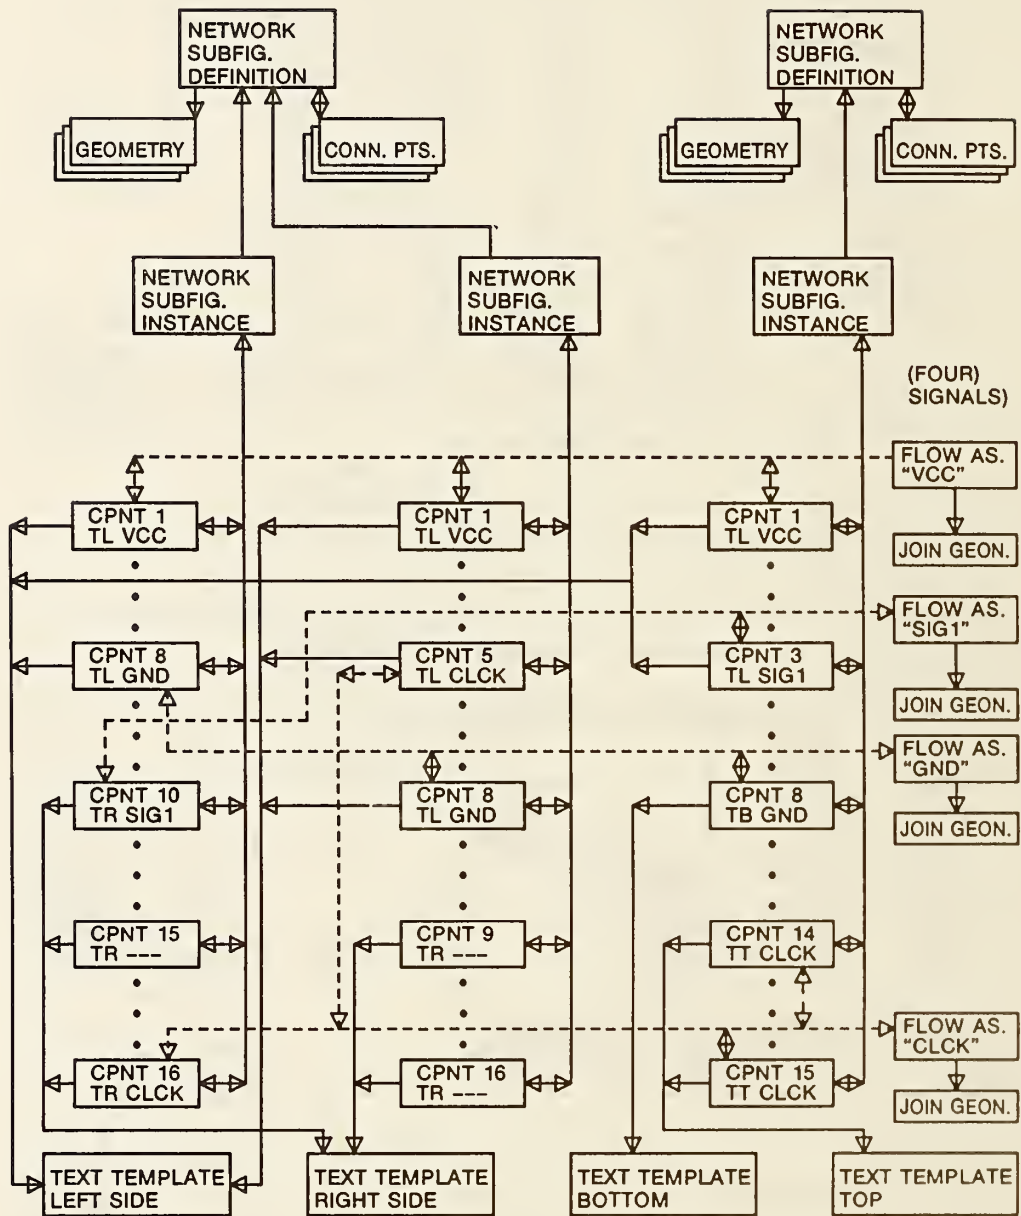 NETWORK
SUBFIG.
DEFINITION
NETWORK
SUBFIG.
DEFINITION
GEOMETRY
CONN. PTS.
GEOMETRY
CONN. PTS.
NETWORK
SUBFIG.
INSTANCE
NETWORK
SUBFIG.
INSTANCE
NETWORK
SUBFIG.
INSTANCE
(FOUR)
SIGNALS)
FLOW AS.
"VCC"
CPNT 1
TL VCC
CPNT 1
TL VCC
CPNT 1
TL VCC
JOIN GEON.
FLOW AS.
"SIG1"
CPNT 8
TL GND
CPNT 5
TL CLCK
CPNT 3
TL SIG1
JOIN GEON.
FLOW AS.
"GND"
CPNT 10
TR SIG1
CPNT 8
TL GND
CPNT 8
TB GND
JOIN GEON.
CPNT 15
TR ---
CPNT 9
TR ---
CPNT 14
TT CLCK
FLOW AS.
"CLCK"
CPNT 16
TR CLCK
CPNT 16
TR ---
CPNT 15
TT CLCK
JOIN GEON.
TEXT TEMPLATE
LEFT SIDE
TEXT TEMPLATE
RIGHT SIDE
TEXT TEMPLATE
BOTTOM
TEXT TEMPLATE
TOP